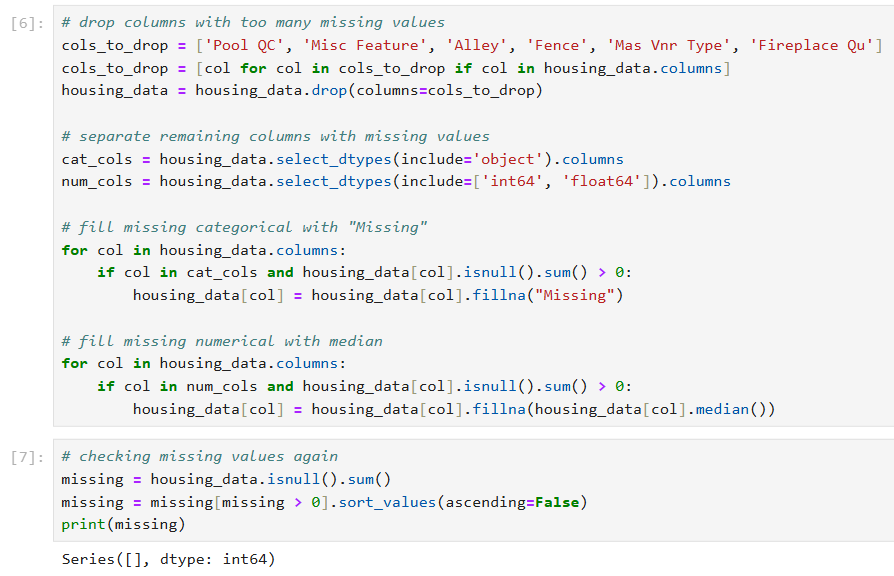 [6]: # drop columns with too many missing values
cols_to_drop = ['Pool QC', 'Misc Feature', 'Alley', 'Fence', 'Mas Vnr Type', 'Fireplace Qu']
cols_to_drop = [col for col in cols_to_drop if col in housing_data.columns]
housing_data = housing_data.drop(columns=cols_to_drop)

# separate remaining columns with missing values
cat_cols = housing_data.select_dtypes(include='object').columns
num_cols = housing_data.select_dtypes(include=['int64', 'float64']).columns

# fill missing categorical with "Missing"
for col in housing_data.columns:
    if col in cat_cols and housing_data[col].isnull().sum() > 0:
        housing_data[col] = housing_data[col].fillna("Missing")

# fill missing numerical with median
for col in housing_data.columns:
    if col in num_cols and housing_data[col].isnull().sum() > 0:
        housing_data[col] = housing_data[col].fillna(housing_data[col].median())

[7]: # checking missing values again
missing = housing_data.isnull().sum()
missing = missing[missing > 0].sort_values(ascending=False)
print(missing)

Series([], dtype: int64)